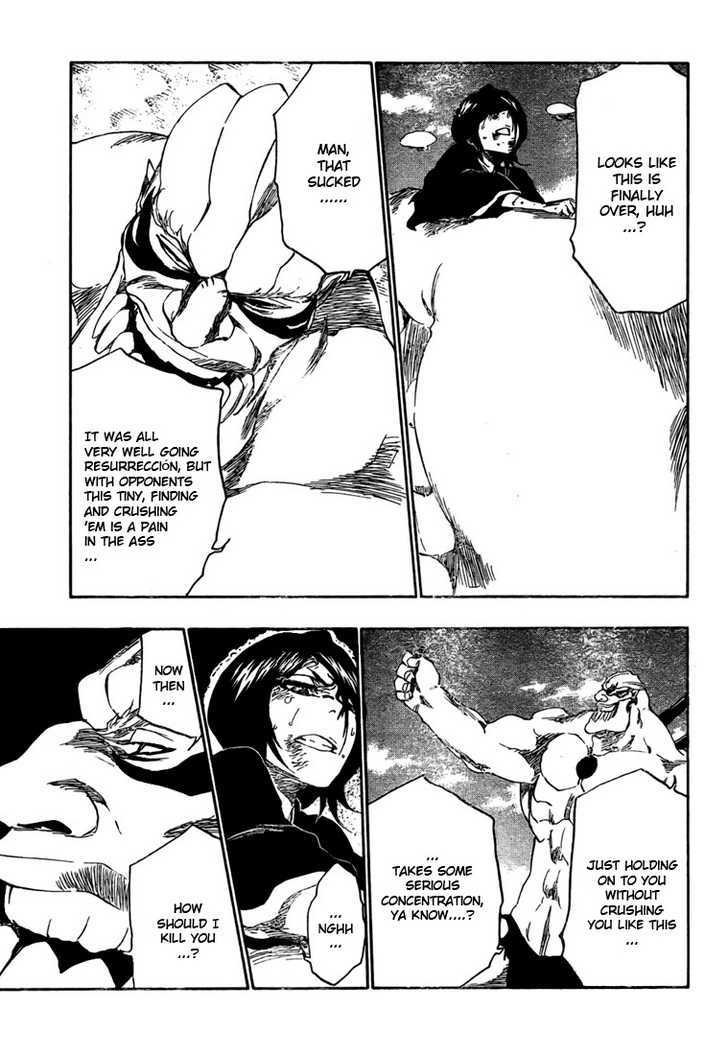 LOOKS LIKE
THIS IS
FINALLY
OVER, HUH
...?
MAN,
THAT
SUCKED
......
IT WAS ALL
VERY WELL GOING
RESURRECCIÓN, BUT
WITH OPPONENTS
THIS TINY, FINDING
AND CRUSHING
'EM IS A PAIN
IN THE ASS
...
JUST HOLDING
ON TO YOU
WITHOUT
CRUSHING
YOU LIKE THIS
...
...
TAKES SOME
SERIOUS
CONCENTRATION,
YA KNOW....?
...
NGHH
...
NOW
THEN
...
HOW
SHOULD I
KILL YOU
...?